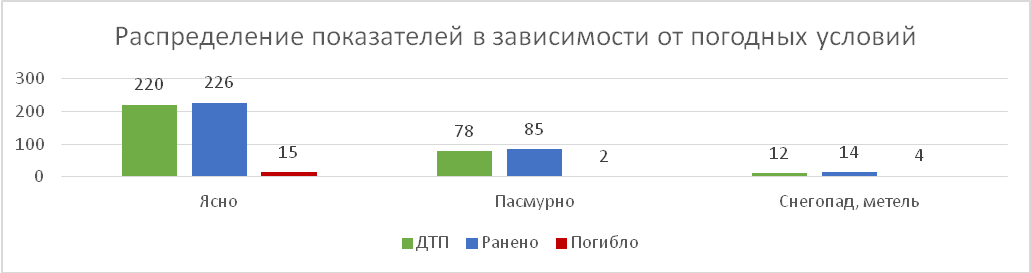 Распределение показателей в зависимости от погодных условий
300
200
100
0
220
226
15
78
85
2
12
14
4
Ясно
Пасмурно
Снегопад, метель
ДТП
Ранено
Погибло